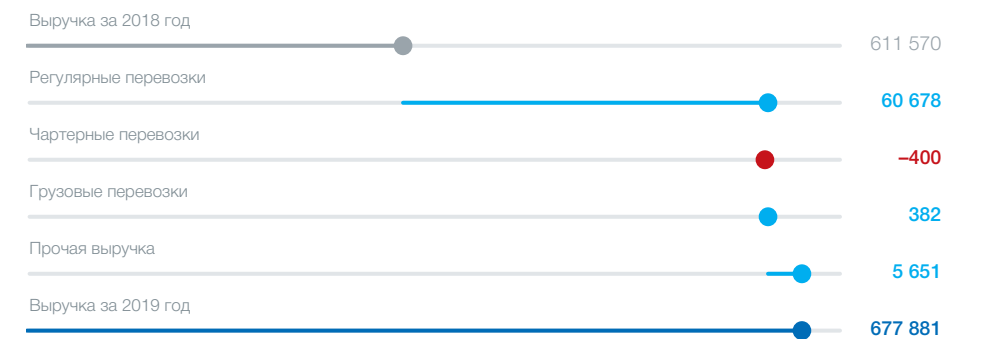 Выручка за 2018 год
611 570
Регулярные перевозки
60 678
Чартерные перевозки
–400
Грузовые перевозки
382
Прочая выручка
5 651
Выручка за 2019 год
677 881